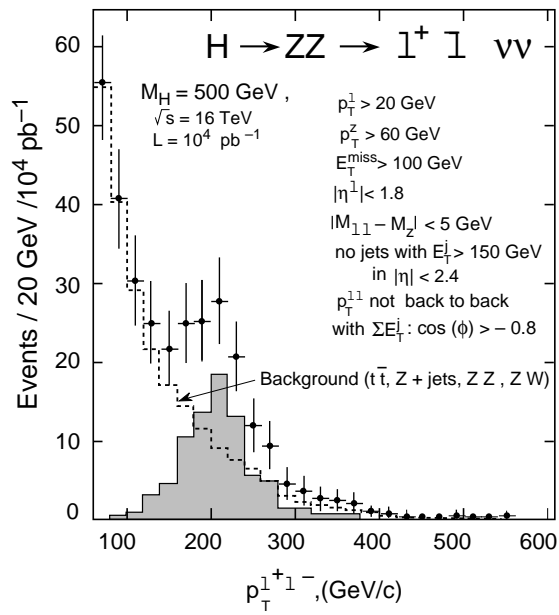 H → ZZ → l⁺ l⁻ νν
M_H = 500 GeV ,
√s = 16 TeV
L = 10⁴ pb⁻¹
p_T^l > 20 GeV
p_T^z > 60 GeV
E_T^miss > 100 GeV
|η^l| < 1.8
|M_ll − M_z| < 5 GeV
no jets with E_T^j > 150 GeV
in |η| < 2.4
p_T^ll not back to back
with ΣE_T^j : cos (φ) > − 0.8
Background (t t̄, Z + jets, Z Z , Z W)
Events / 20 GeV /10⁴ pb⁻¹
60
50
40
30
20
10
0
100 200 300 400 500 600
p_T^l⁺l⁻ ,(GeV/c)